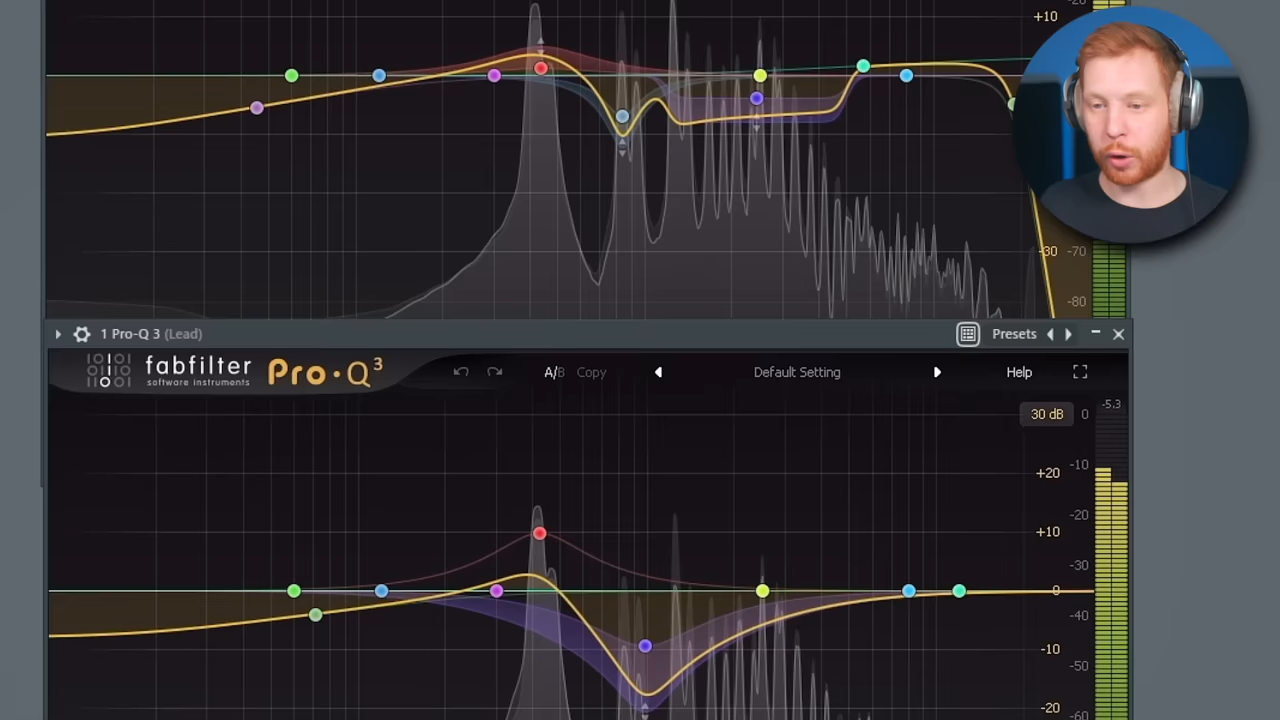 -20
+10
-30 -70
-80
1 Pro-Q 3 (Lead)
Presets
fabfilter
software instruments
Pro·Q3
A/B Copy
Default Setting
Help
30 dB
-5.3
0
-10
+20
-20
+10
-30
0
-40
-10
-50
-20
-60